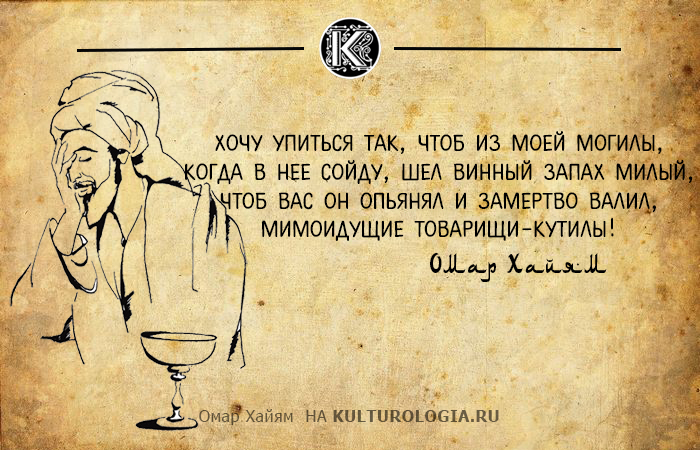 K
ХОЧУ УПИТЬСЯ ТАК, ЧТОБ ИЗ МОЕЙ МОГИЛЫ,
КОГДА В НЕЕ СОЙДУ, ШЕЛ ВИННЫЙ ЗАПАХ МИЛЫЙ,
ЧТОБ ВАС ОН ОПЬЯНЯЛ И ЗАМЕРТВО ВАЛИЛ,
МИМОИДУЩИЕ ТОВАРИЩИ-КУТИЛЫ!
Омар Хайям
Омар Хайям НА KULTUROLOGIA.RU